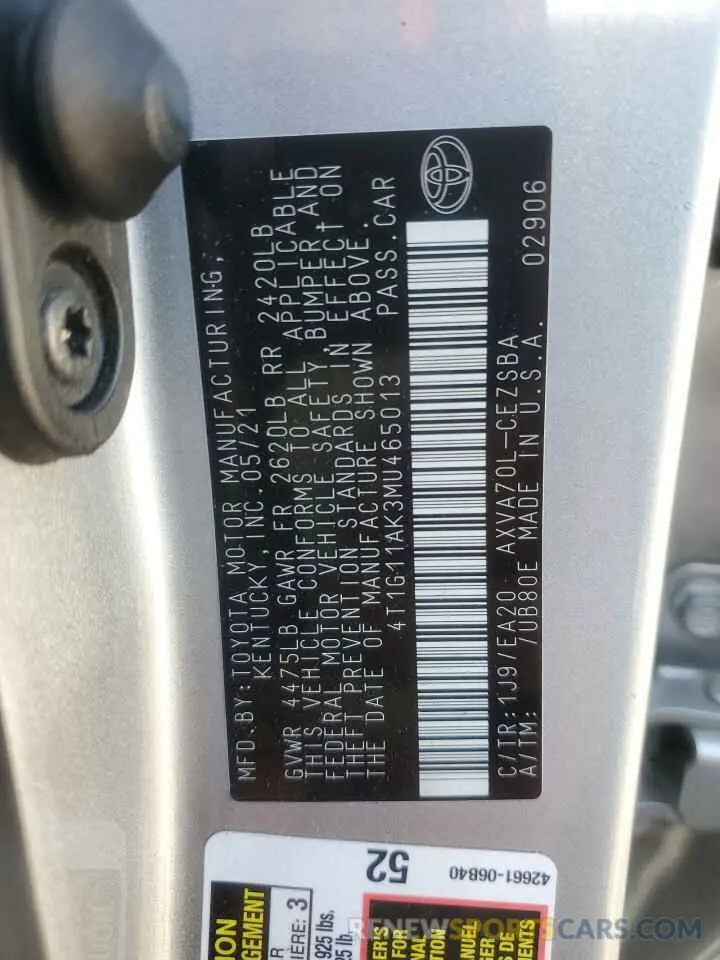 MFD.BY:TOYOTA MOTOR MANUFACTURING,
KENTUCKY, INC. 05/21
GVWR 4475LB GAWR FR 2620LB RR 2420LB
THIS VEHICLE CONFORMS TO ALL APPLICABLE
FEDERAL MOTOR VEHICLE SAFETY, BUMPER, AND
THEFT PREVENTION STANDARDS IN EFFECT ON
THE DATE OF MANUFACTURE SHOWN ABOVE.
4T1G11AK3MU465013 PASS.CAR
C/TR:1J9/EA20 AXVA70L-CEZSBA
A/TM: /UB80E MADE IN U.S.A. 02906
52
42661-06B40
3
925 lbs.
RENEWSPORTSCARS.COM